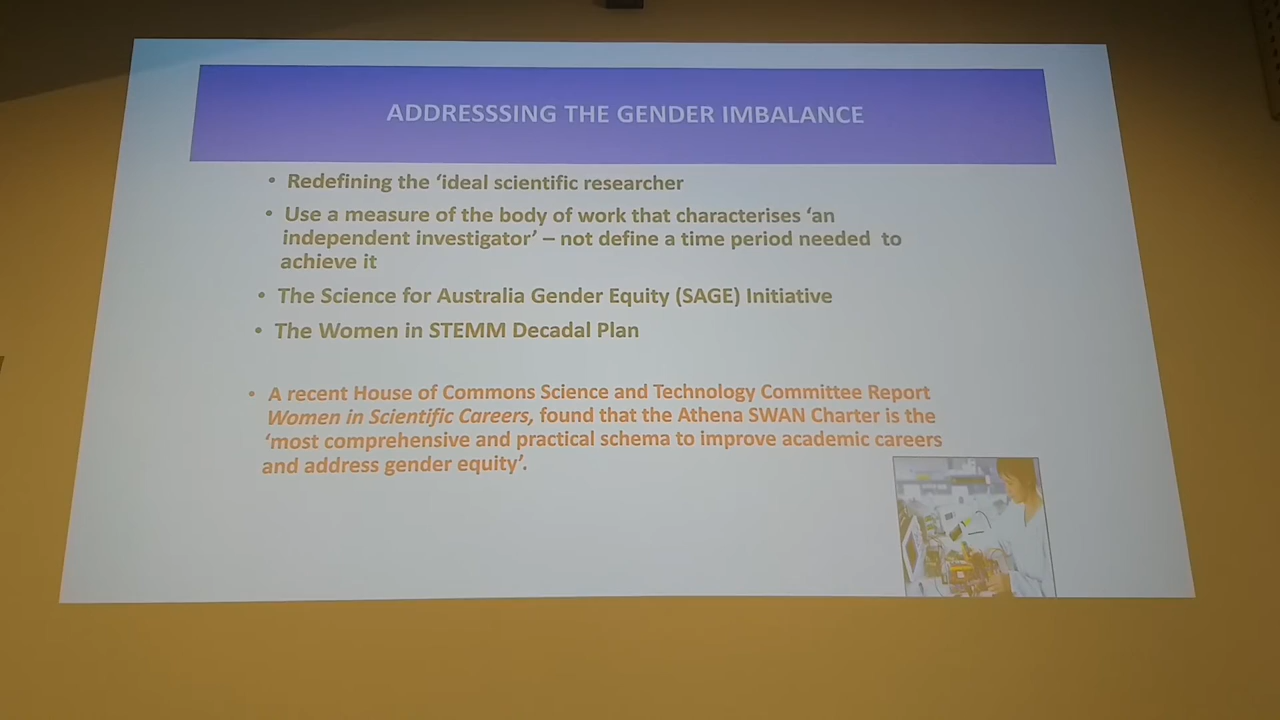 ADDRESSSING THE GENDER IMBALANCE
• Redefining the ‘ideal scientific researcher
• Use a measure of the body of work that characterises ‘an
independent investigator’ – not define a time period needed to
achieve it
• The Science for Australia Gender Equity (SAGE) Initiative
• The Women in STEMM Decadal Plan
• A recent House of Commons Science and Technology Committee Report
Women in Scientific Careers, found that the Athena SWAN Charter is the
‘most comprehensive and practical schema to improve academic careers
and address gender equity’.